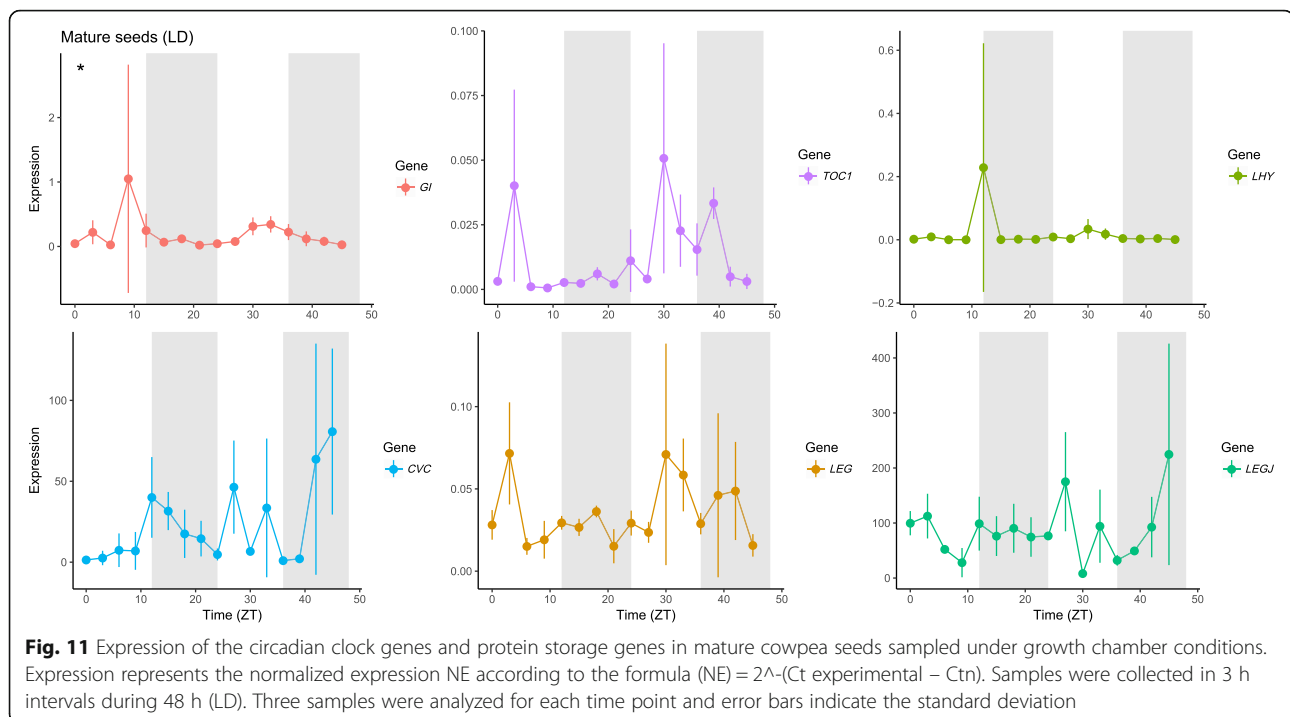 Mature seeds (LD)
*
Expression
2
1
0
0 10 20 30 40 50
Gene
GI
0.100
0.075
0.050
0.025
0.000
0 10 20 30 40 50
Gene
TOC1
0.6
0.4
0.2
0.0
−0.2
0 10 20 30 40 50
Gene
LHY
Expression
100
50
0
0 10 20 30 40 50
Time (ZT)
Gene
CVC
0.10
0.05
0.00
0 10 20 30 40 50
Time (ZT)
Gene
LEG
400
300
200
100
0
0 10 20 30 40 50
Time (ZT)
Gene
LEGJ
Fig. 11 Expression of the circadian clock genes and protein storage genes in mature cowpea seeds sampled under growth chamber conditions.
Expression represents the normalized expression NE according to the formula (NE) = 2^-(Ct experimental – Ctn). Samples were collected in 3 h
intervals during 48 h (LD). Three samples were analyzed for each time point and error bars indicate the standard deviation